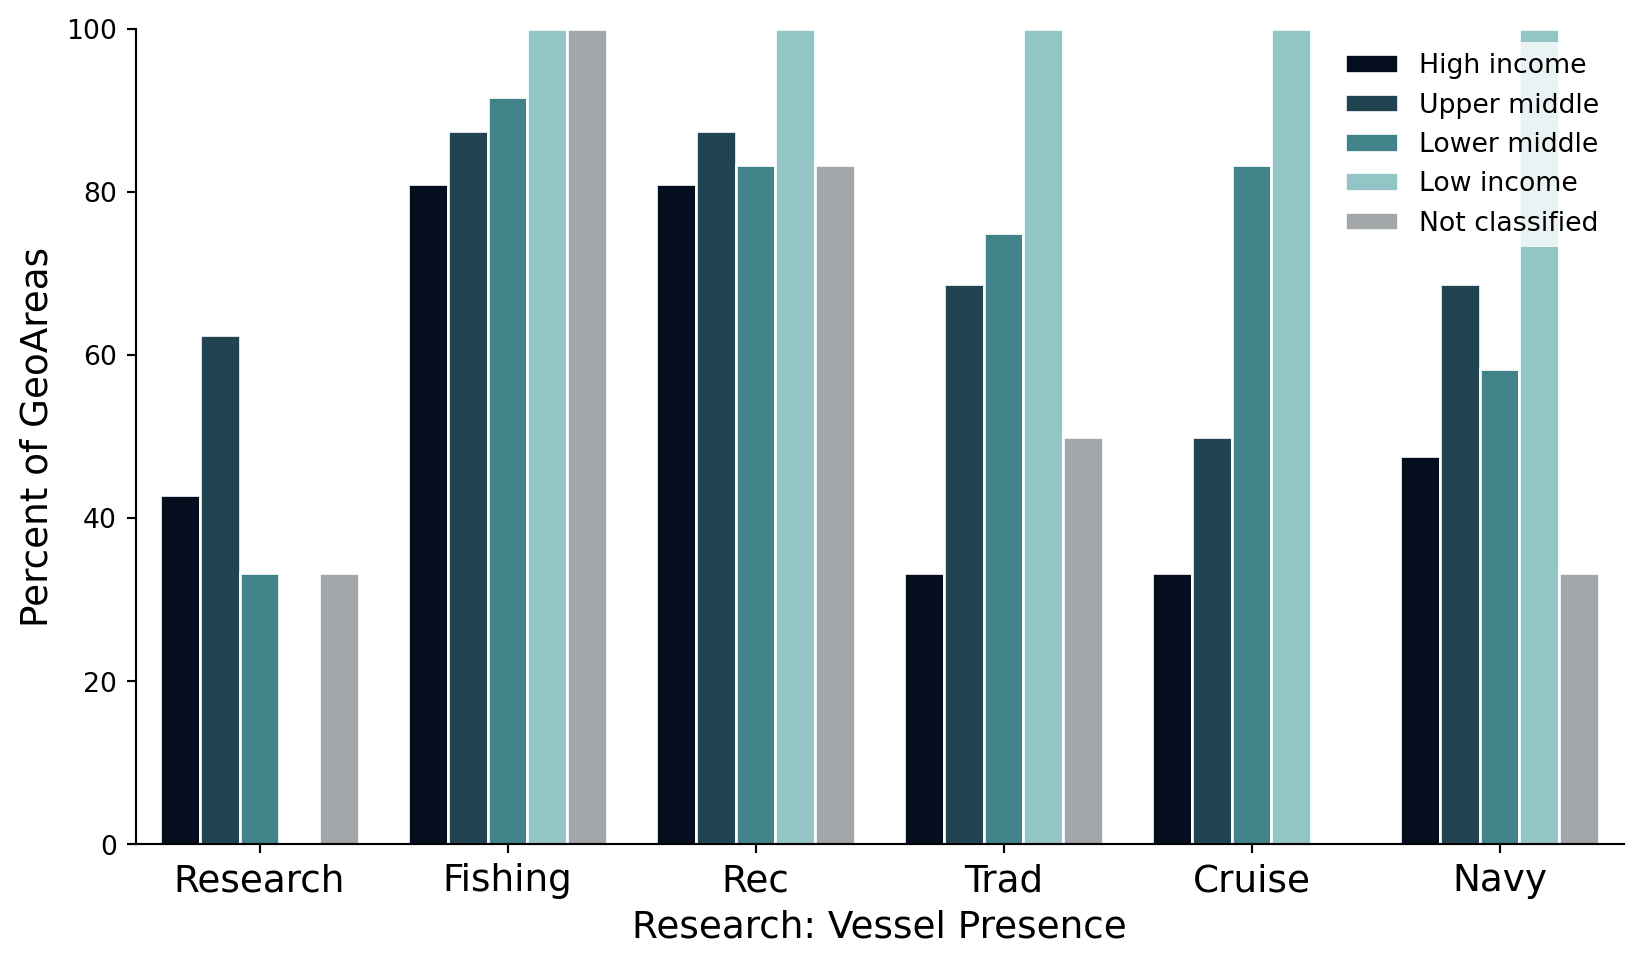 100
80
60
40
20
0
Percent of GeoAreas
High income
Upper middle
Lower middle
Low income
Not classified
Research Fishing Rec Trad Cruise Navy
Research: Vessel Presence